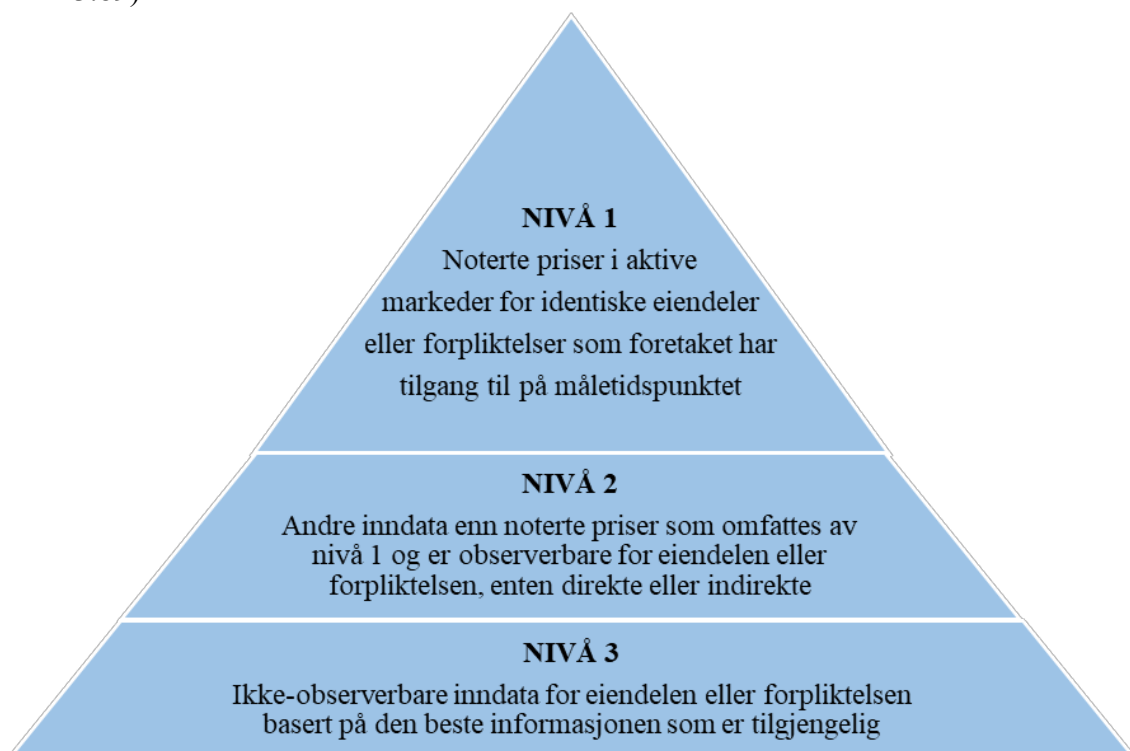 NIVÅ 1
Noterte priser i aktive
markeder for identiske eiendeler
eller forpliktelser som foretaket har
tilgang til på måletidspunktet
NIVÅ 2
Andre inndata enn noterte priser som omfattes av
nivå 1 og er observerbare for eiendelen eller
forpliktelsen, enten direkte eller indirekte
NIVÅ 3
Ikke-observerbare inndata for eiendelen eller forpliktelsen
basert på den beste informasjonen som er tilgjengelig